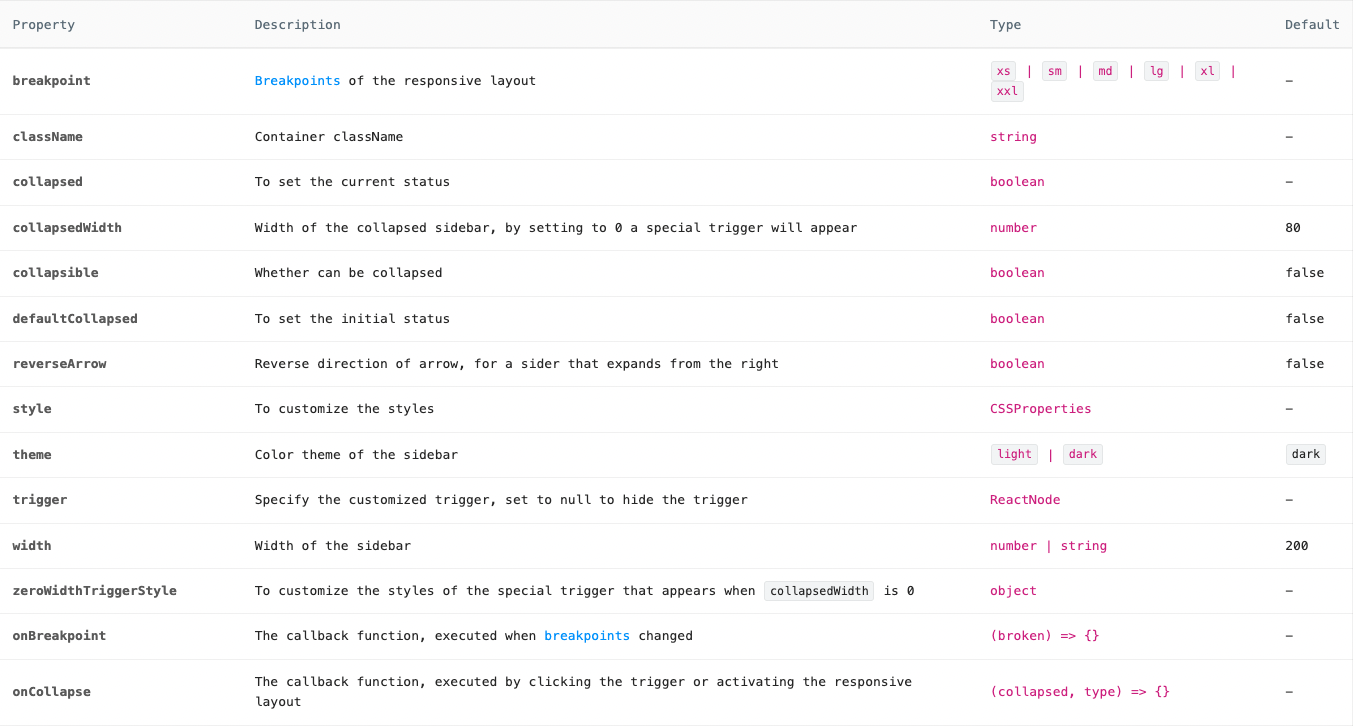 Property Description Type Default
breakpoint Breakpoints of the responsive layout xs | sm | md | lg | xl | xxl –
className Container className string –
collapsed To set the current status boolean –
collapsedWidth Width of the collapsed sidebar, by setting to 0 a special trigger will appear number 80
collapsible Whether can be collapsed boolean false
defaultCollapsed To set the initial status boolean false
reverseArrow Reverse direction of arrow, for a sider that expands from the right boolean false
style To customize the styles CSSProperties –
theme Color theme of the sidebar light | dark dark
trigger Specify the customized trigger, set to null to hide the trigger ReactNode –
width Width of the sidebar number | string 200
zeroWidthTriggerStyle To customize the styles of the special trigger that appears when collapsedWidth is 0 object –
onBreakpoint The callback function, executed when breakpoints changed (broken) => {} –
onCollapse The callback function, executed by clicking the trigger or activating the responsive
layout (collapsed, type) => {} –